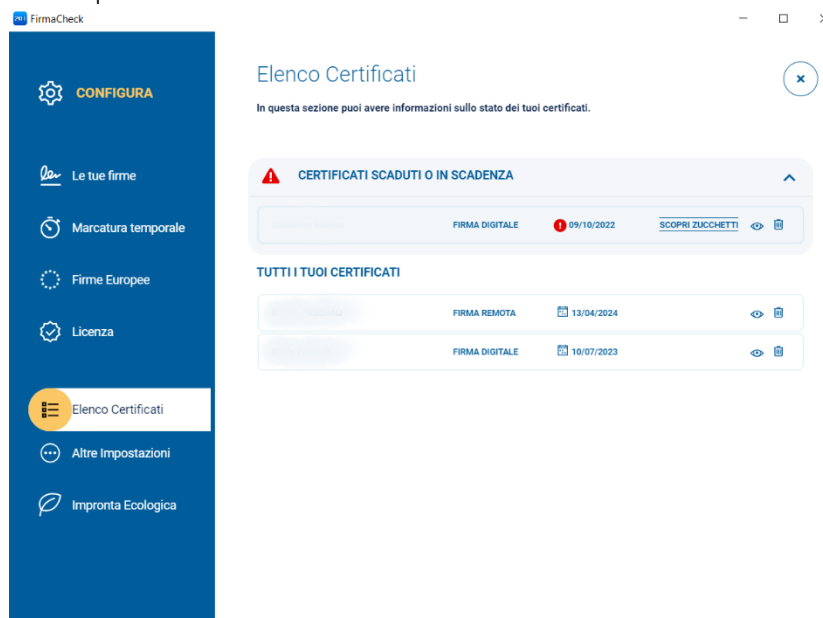 FirmaCheck
CONFIGURA
Le tue firme
Marcatura temporale
Firme Europee
Licenza
Elenco Certificati
Altre Impostazioni
Impronta Ecologica
Elenco Certificati
In questa sezione puoi avere informazioni sullo stato dei tuoi certificati.
CERTIFICATI SCADUTI O IN SCADENZA
FIRMA DIGITALE 09/10/2022 SCOPRI ZUCCHETTI
TUTTI I TUOI CERTIFICATI
FIRMA REMOTA 13/04/2024
FIRMA DIGITALE 10/07/2023